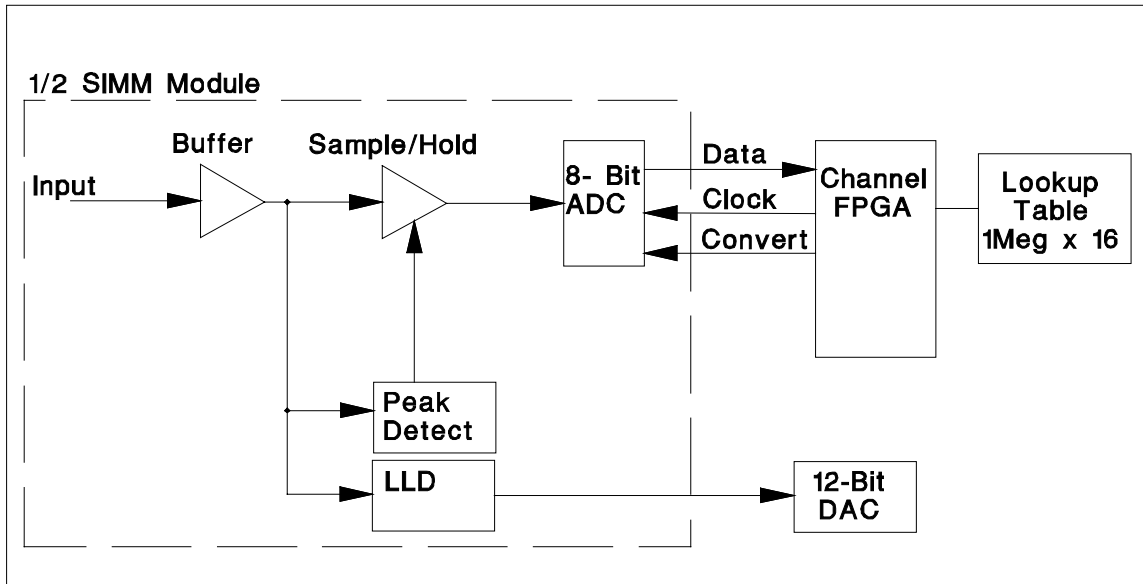 1/2 SIMM Module
Buffer
Sample/Hold
Input
8- Bit
ADC
Data
Clock
Convert
Channel
FPGA
Lookup
Table
1Meg x 16
Peak
Detect
LLD
12-Bit
DAC